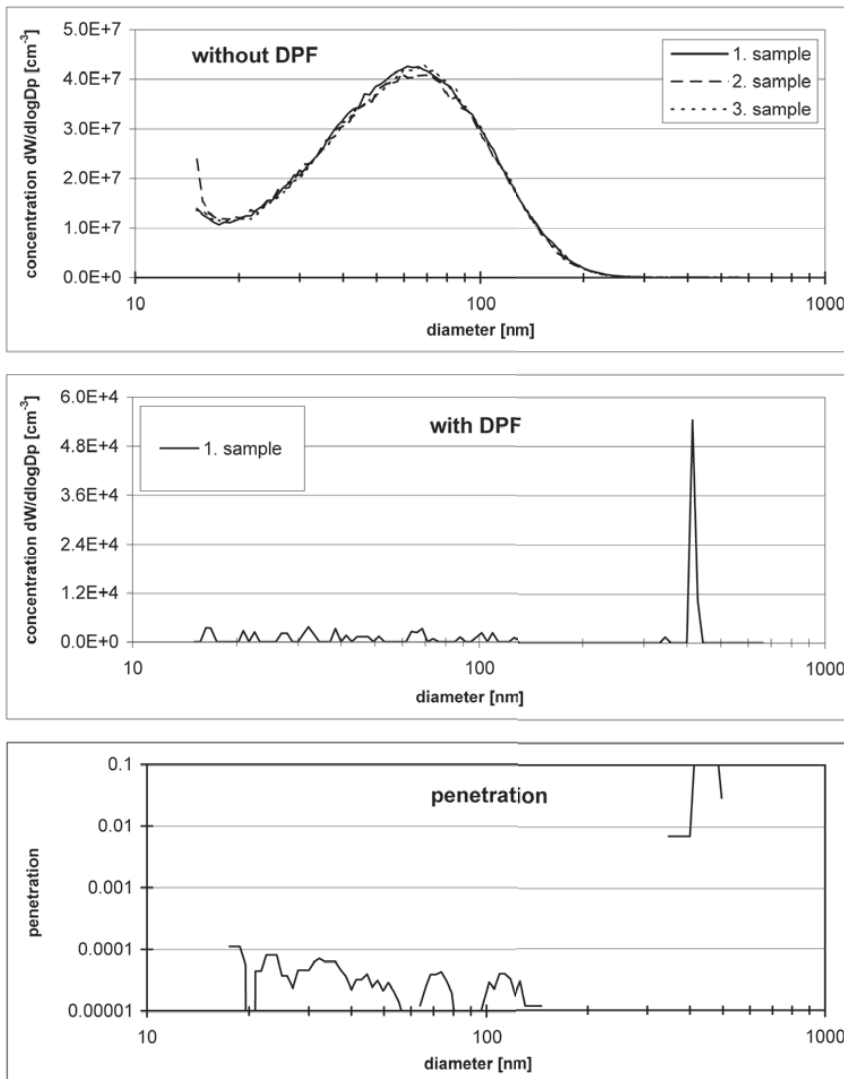 without DPF
1. sample
2. sample
3. sample
concentration dW/dlogDp [cm⁻³]
5.0E+7
4.0E+7
3.0E+7
2.0E+7
1.0E+7
0.0E+0
10
100
1000
diameter [nm]
with DPF
1. sample
concentration dW/dlogDp [cm⁻³]
6.0E+4
4.8E+4
3.6E+4
2.4E+4
1.2E+4
0.0E+0
10
100
1000
diameter [nm]
penetration
penetration
0.1
0.01
0.001
0.0001
0.00001
10
100
1000
diameter [nm]